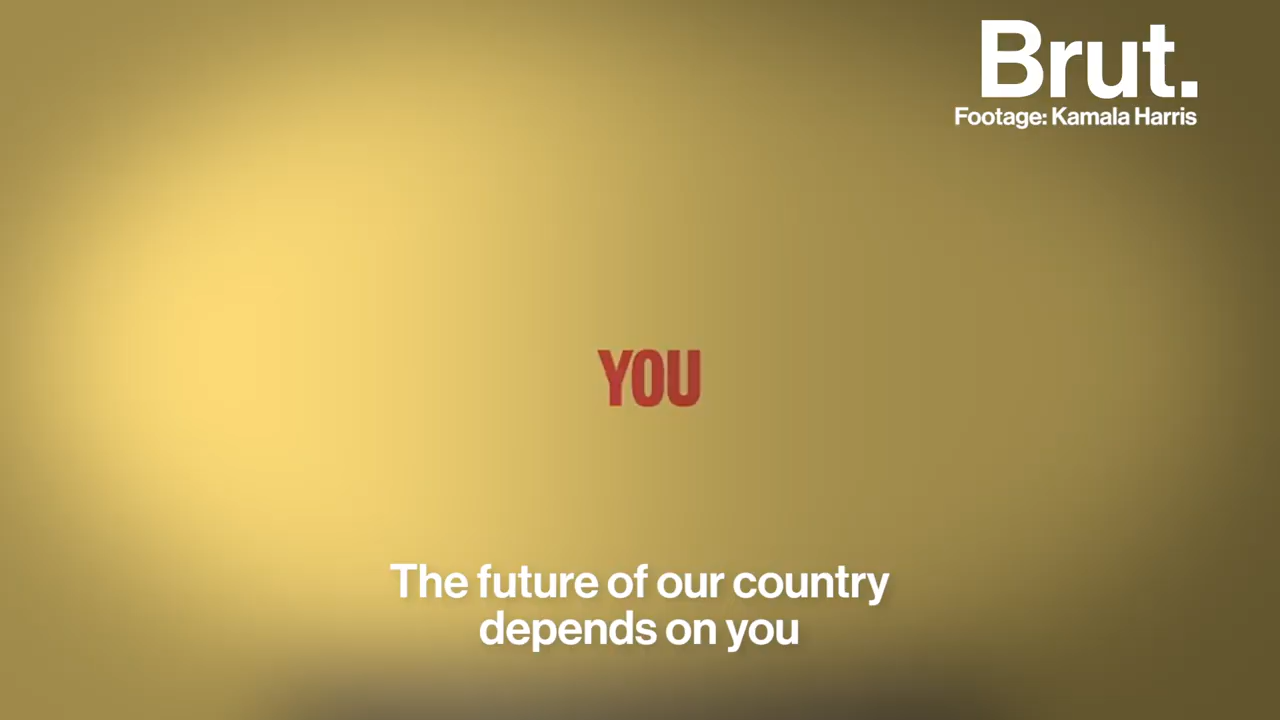 Brut.
Footage: Kamala Harris
YOU
The future of our country
depends on you